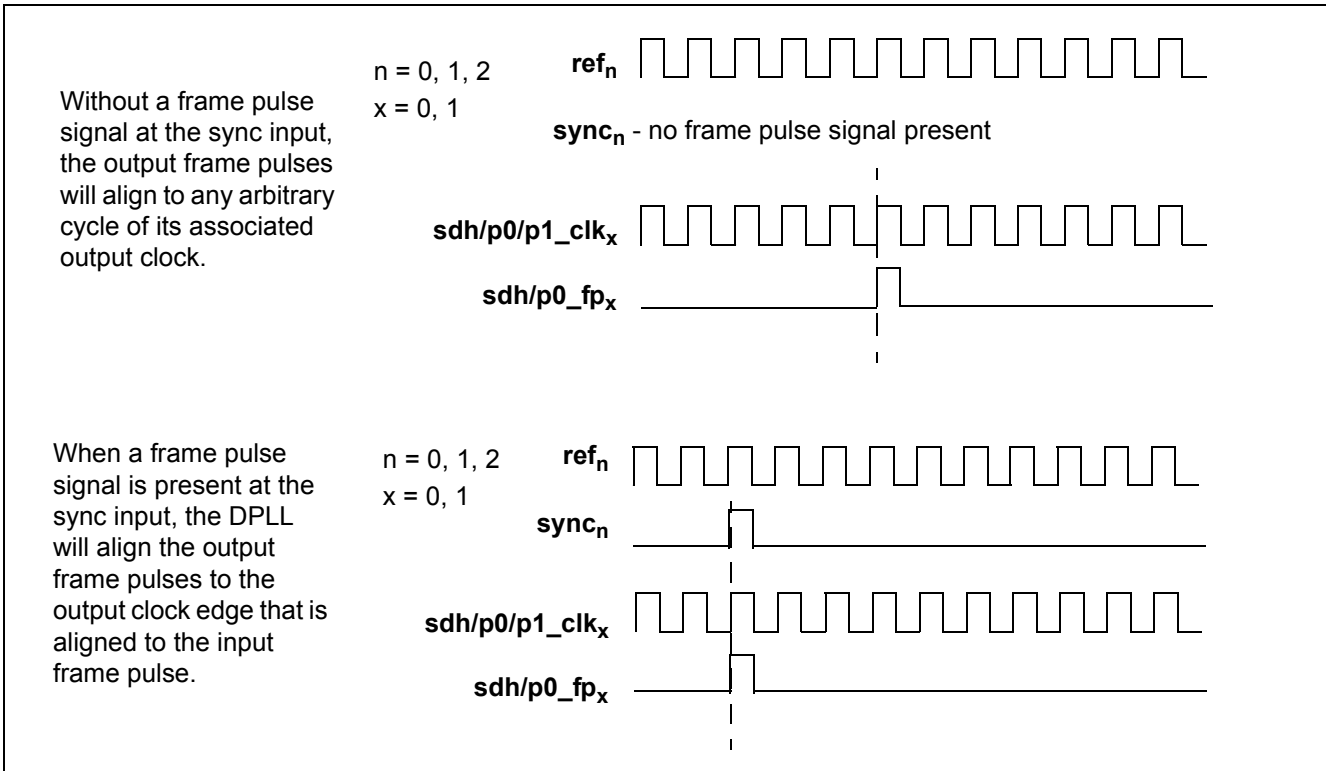 Without a frame pulse
signal at the sync input,
the output frame pulses
will align to any arbitrary
cycle of its associated
output clock.
n = 0, 1, 2
x = 0, 1
refn
syncn - no frame pulse signal present
sdh/p0/p1_clkx
sdh/p0_fpx
When a frame pulse
signal is present at the
sync input, the DPLL
will align the output
frame pulses to the
output clock edge that is
aligned to the input
frame pulse.
n = 0, 1, 2
x = 0, 1
refn
syncn
sdh/p0/p1_clkx
sdh/p0_fpx